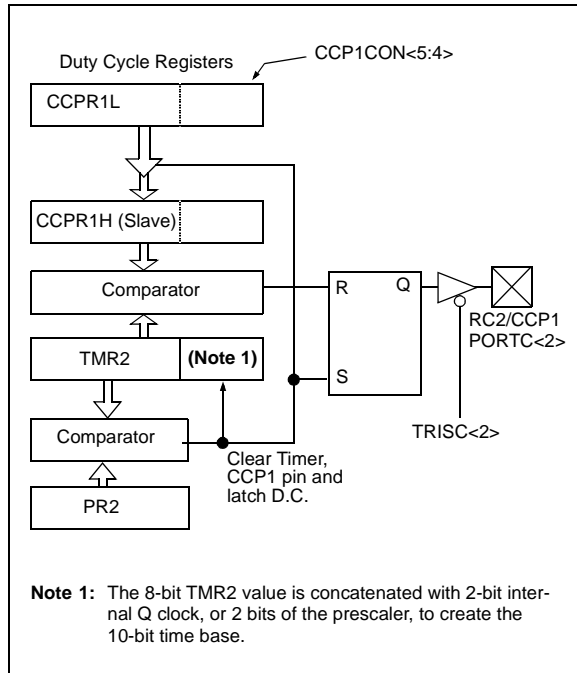 Duty Cycle Registers
CCP1CON<5:4>
CCPR1L
CCPR1H (Slave)
Comparator
R
Q
S
RC2/CCP1
PORTC<2>
TMR2
(Note 1)
TRISC<2>
Comparator
Clear Timer,
CCP1 pin and
latch D.C.
PR2
Note 1: The 8-bit TMR2 value is concatenated with 2-bit inter-
nal Q clock, or 2 bits of the prescaler, to create the
10-bit time base.